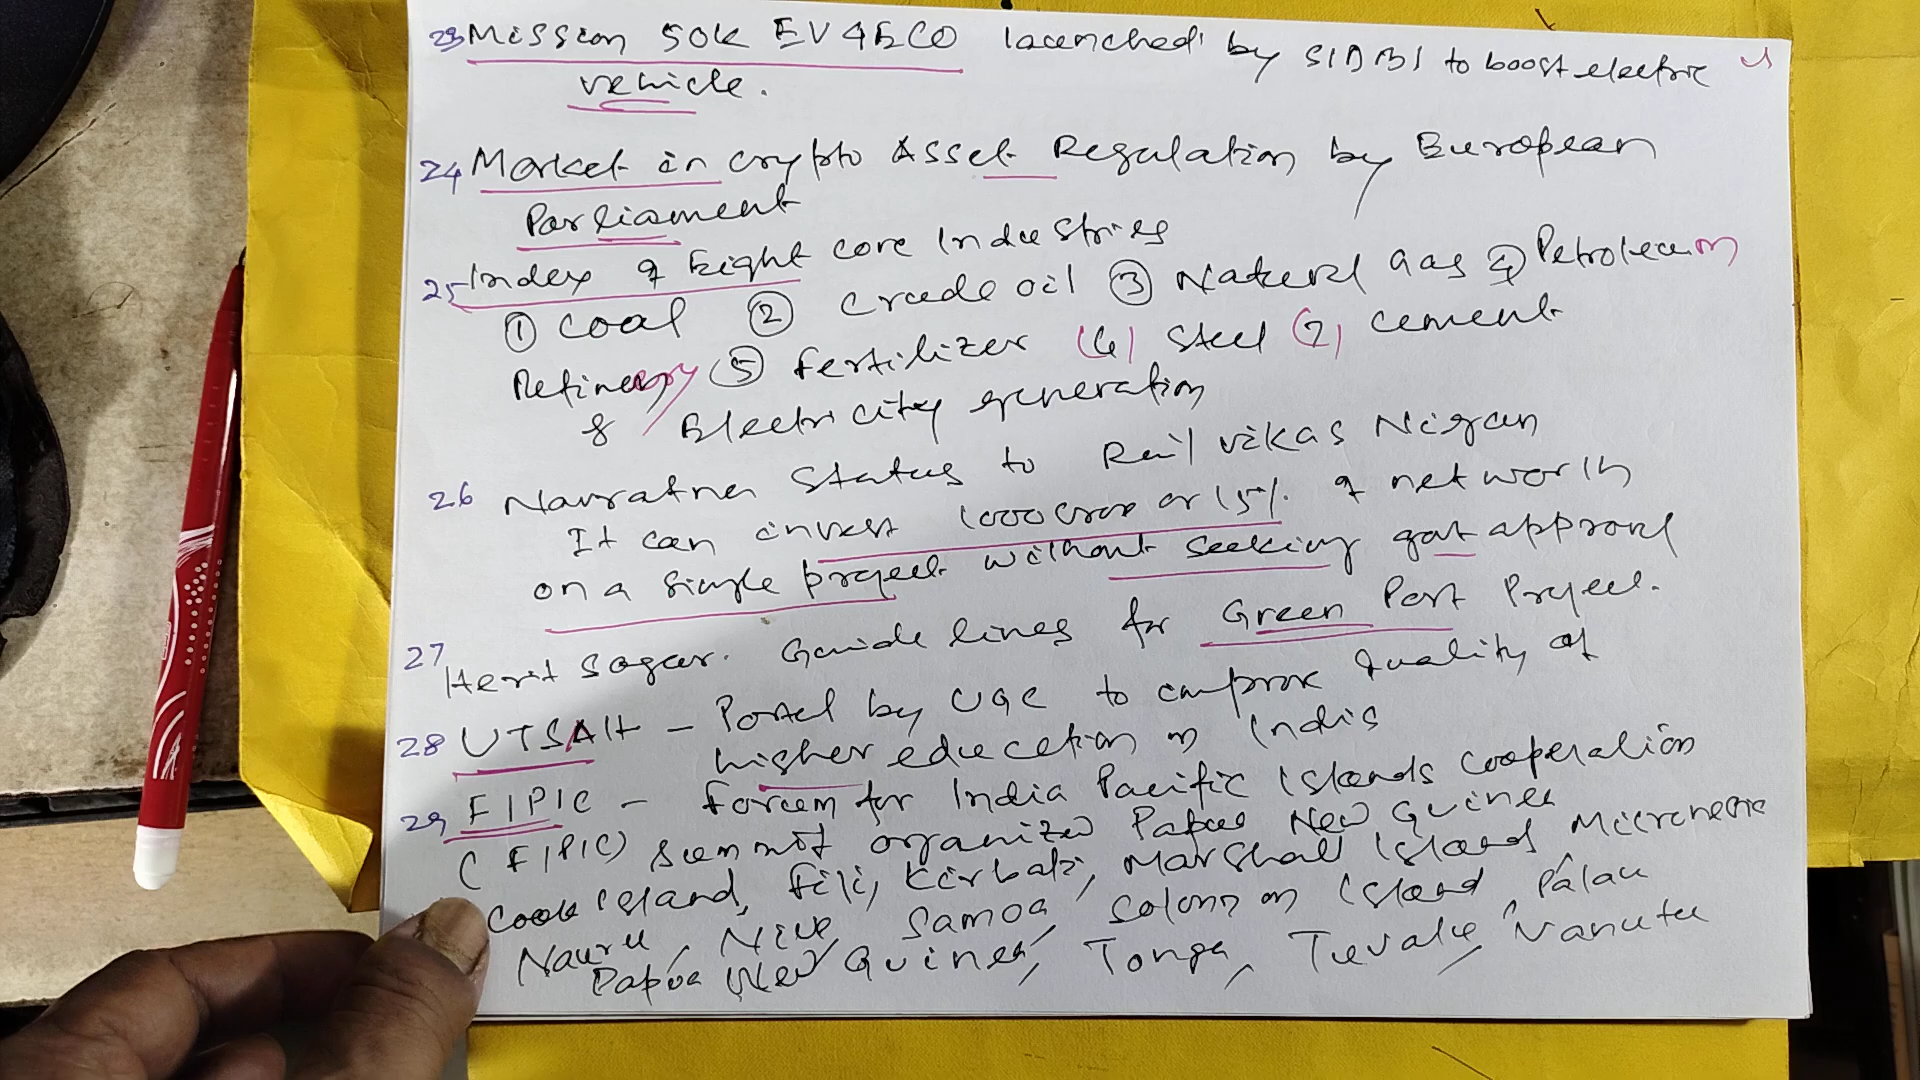 23 Mission 50k EV4ECO launched by SIDBI to boost electric
vehicle.
24 Market in crypto Asset Regulation by European
Parliament
25 Index of Eight core Industries
① Coal ② crude oil ③ Natural Gas ④ Petroleum
Refinery ⑤ fertilizer (6) Steel (7) cement
8 Electricity generation
26 Navratna Status to Rail vikas Nigam
It can invest 1000 crore or 15% of net worth
on a single project without seeking govt approval
27 Harit Sagar. Guide lines for Green Port Project.
28 UTSAH – Portal by UGC to improve quality of
higher education in India
29 FIPIC – forum for India Pacific Islands cooperation
(FIPIC) summit organized Papua New Guinea
Cook island, fiji, Kirbati, Marshall Island Micronesia
Nauru, Niue, Samoa, Solomon Island, Palau
Papua New Guinea, Tonga, Tuvalu, Vanutu